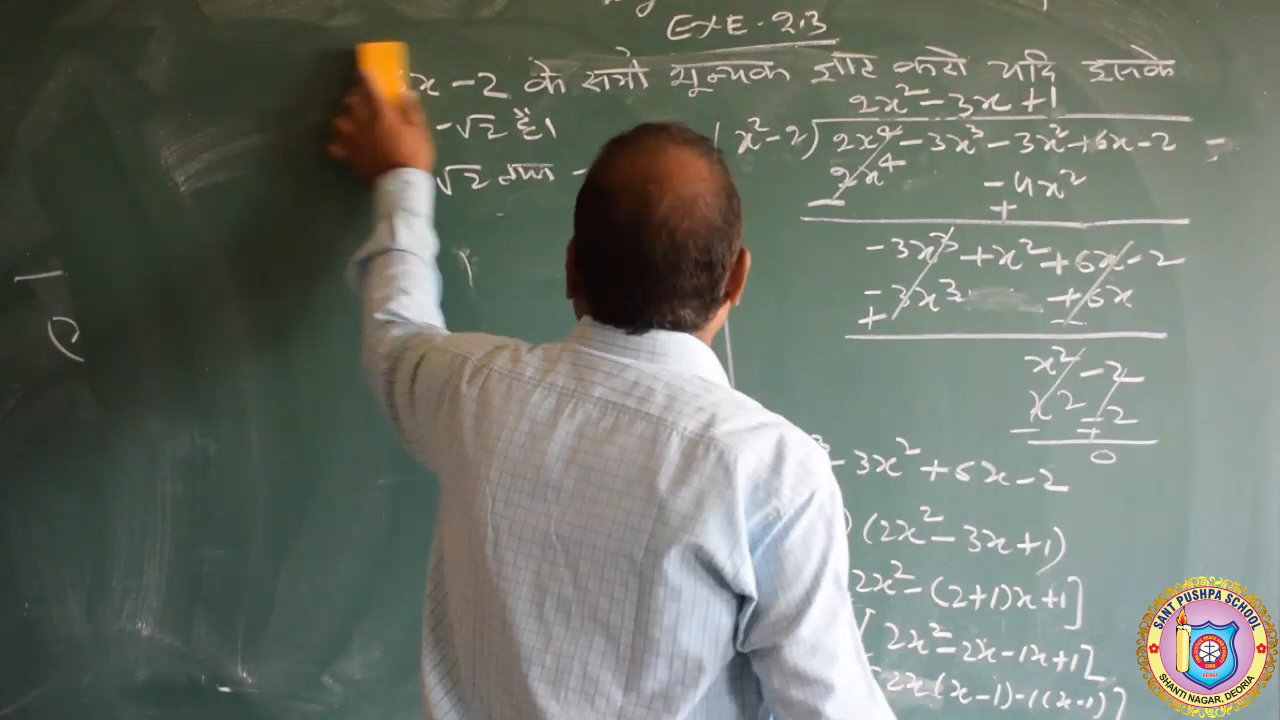 EXE - 2.3
6x - 2 के सभी शून्यक ज्ञात करो यदि इसके
- √2 हैं।
√2 तथा -
2x² - 3x + 1
x² - 2) 2x⁴ - 3x³ - 3x² + 6x - 2
2x⁴ - 4x²
- +
- 3x³ + x² + 6x - 2
- 3x³ + 6x
+ -
x² - 2
x² - 2
- +
0
- 3x² + 6x - 2
) (2x² - 3x + 1)
2x² - (2+1)x + 1]
[2x² - 2x - 1x + 1]
[2x(x-1) - 1(x-1)]
SANT PUSHPA SCHOOL
SHANTI NAGAR, DEORIA